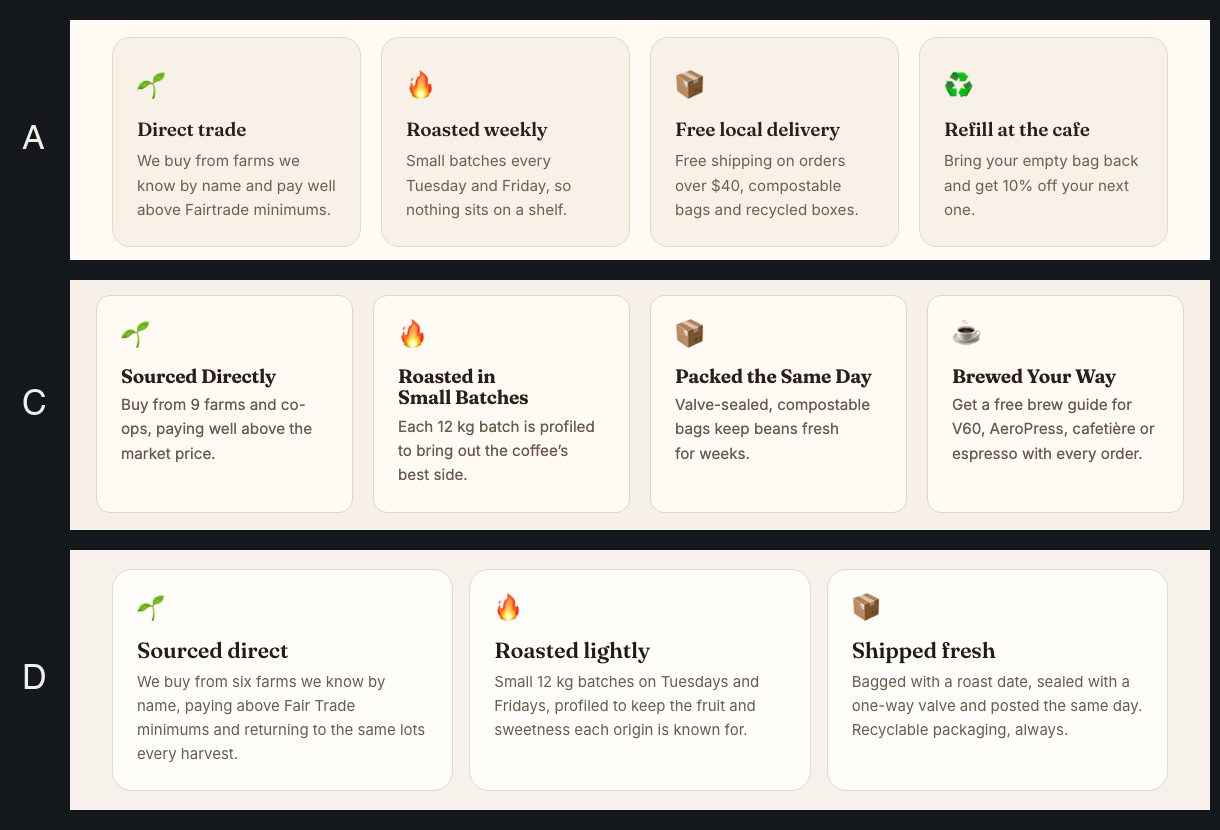 A
Direct trade
We buy from farms we
know by name and pay well
above Fairtrade minimums.
Roasted weekly
Small batches every
Tuesday and Friday, so
nothing sits on a shelf.
Free local delivery
Free shipping on orders
over $40, compostable
bags and recycled boxes.
Refill at the cafe
Bring your empty bag back
and get 10% off your next
one.
C
Sourced Directly
Buy from 9 farms and co-
ops, paying well above the
market price.
Roasted in
Small Batches
Each 12 kg batch is profiled
to bring out the coffee’s
best side.
Packed the Same Day
Valve-sealed, compostable
bags keep beans fresh
for weeks.
Brewed Your Way
Get a free brew guide for
V60, AeroPress, cafetière or
espresso with every order.
D
Sourced direct
We buy from six farms we know by
name, paying above Fair Trade
minimums and returning to the same lots
every harvest.
Roasted lightly
Small 12 kg batches on Tuesdays and
Fridays, profiled to keep the fruit and
sweetness each origin is known for.
Shipped fresh
Bagged with a roast date, sealed with a
one-way valve and posted the same day.
Recyclable packaging, always.